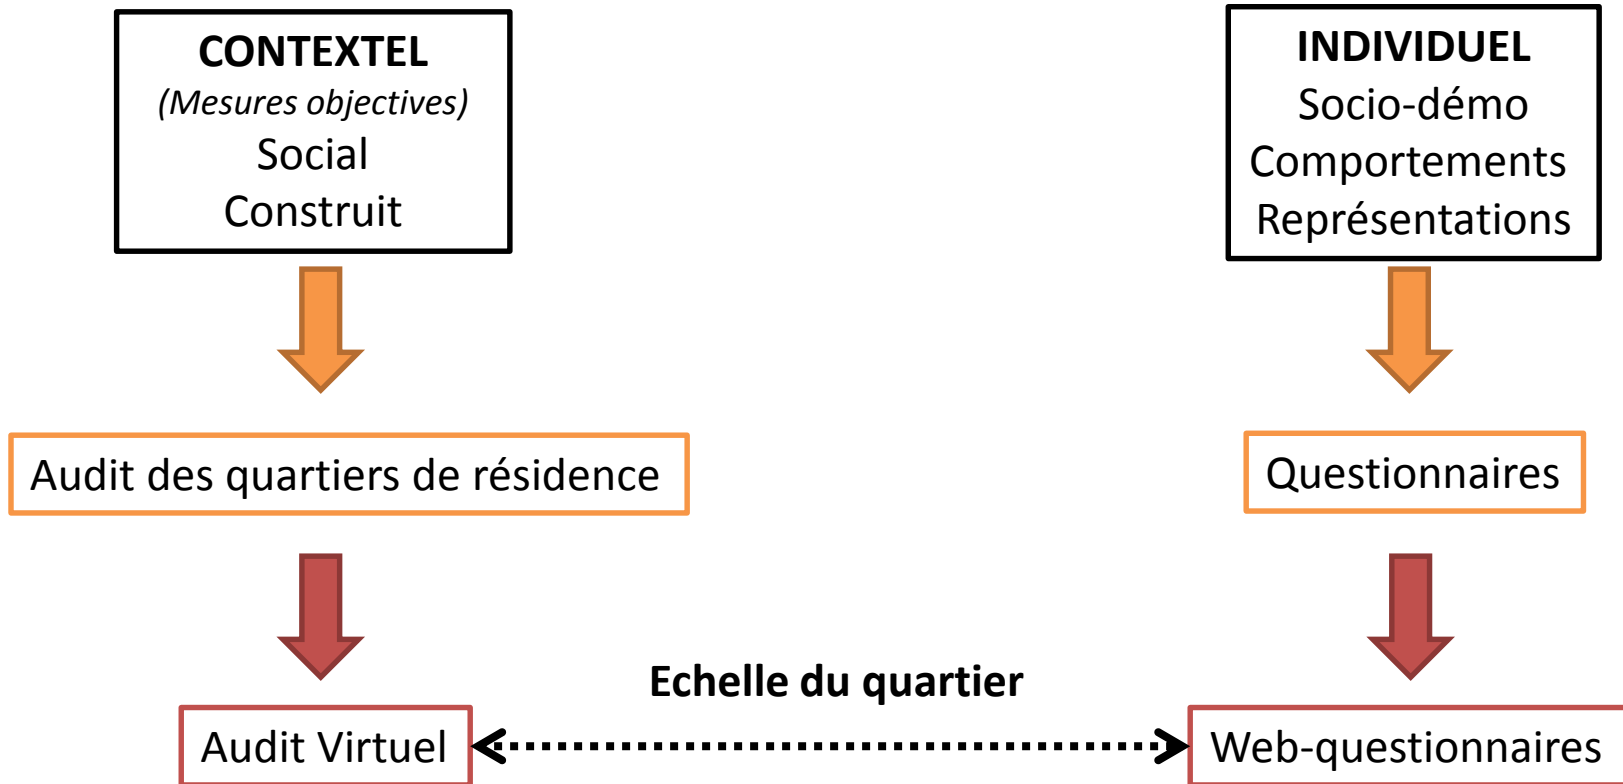 CONTEXTEL
(Mesures objectives)
Social
Construit
INDIVIDUEL
Socio-démo
Comportements
Représentations
Audit des quartiers de résidence
Questionnaires
Echelle du quartier
Audit Virtuel
Web-questionnaires